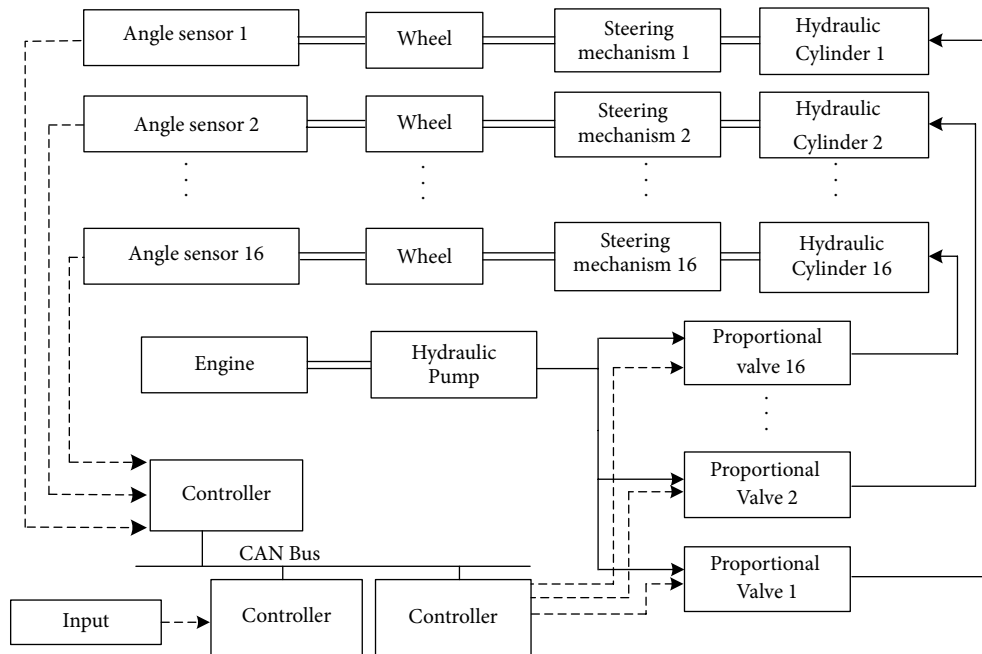 Angle sensor 1
Wheel
Steering
mechanism 1
Hydraulic
Cylinder 1
Angle sensor 2
Wheel
Steering
mechanism 2
Hydraulic
Cylinder 2
Angle sensor 16
Wheel
Steering
mechanism 16
Hydraulic
Cylinder 16
Engine
Hydraulic
Pump
Proportional
valve 16
Controller
Proportional
Valve 2
CAN Bus
Proportional
Valve 1
Input
Controller
Controller